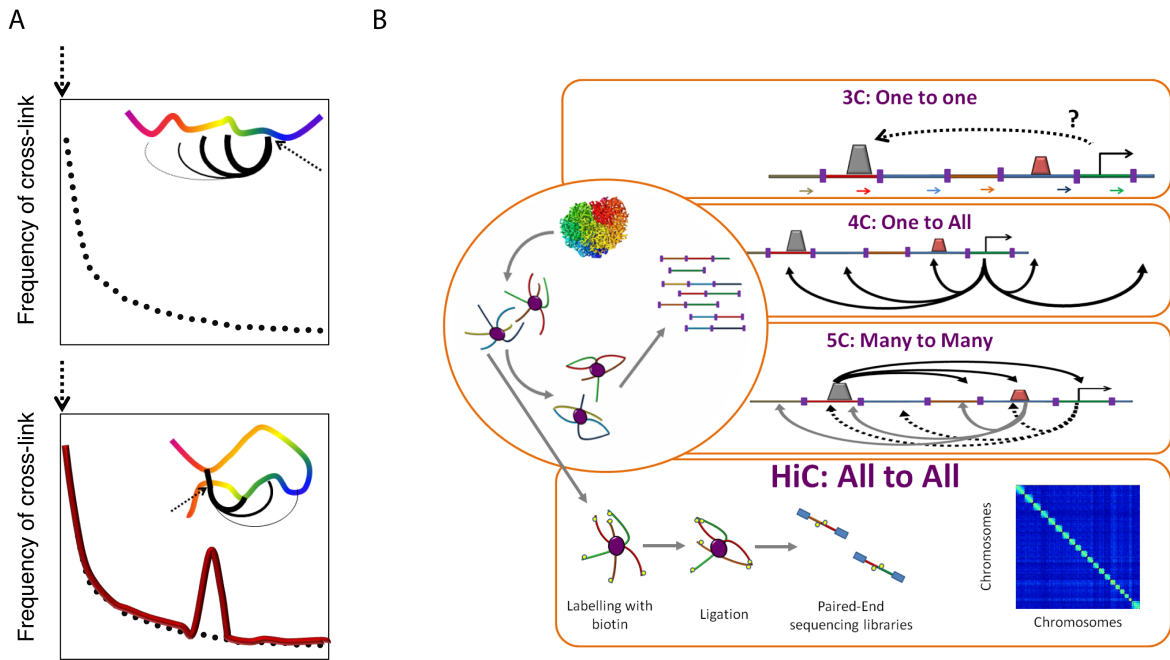 A
B
Frequency of cross-link
Frequency of cross-link
3C: One to one
?
4C: One to All
5C: Many to Many
HiC: All to All
Labelling with
biotin
Ligation
Paired-End
sequencing libraries
Chromosomes
Chromosomes